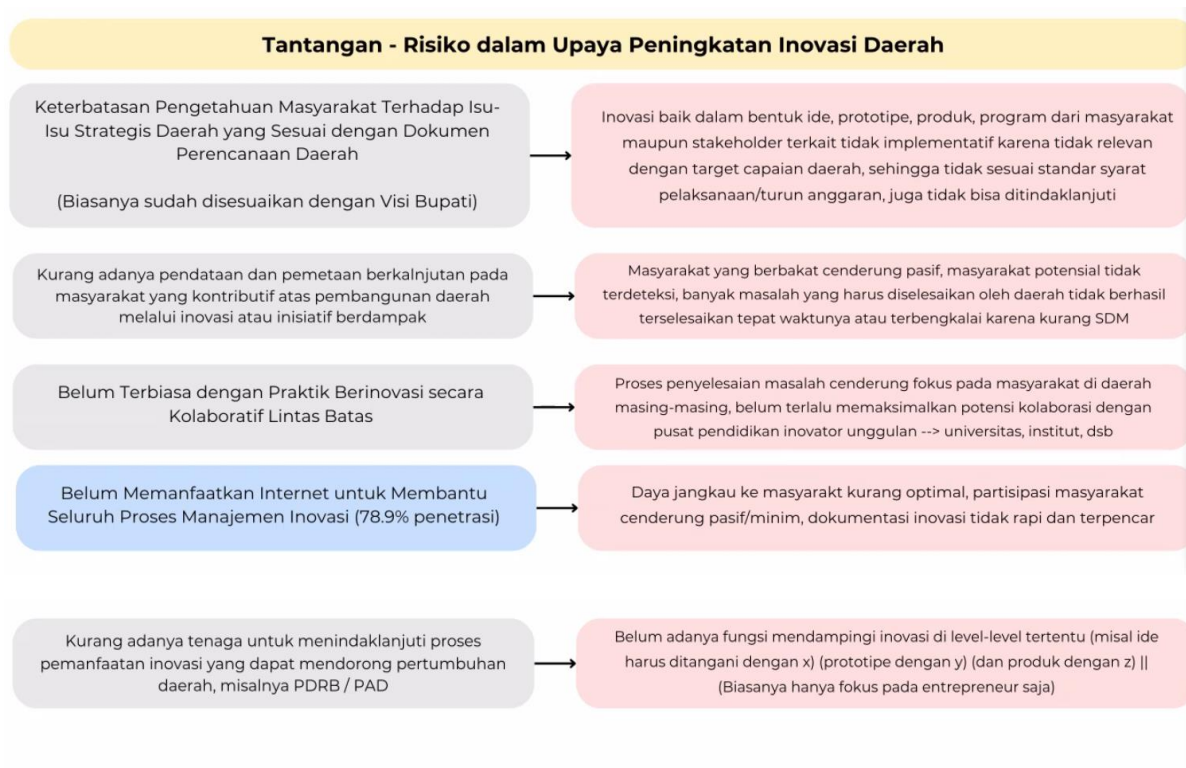 Tantangan - Risiko dalam Upaya Peningkatan Inovasi Daerah
Keterbatasan Pengetahuan Masyarakat Terhadap Isu-
Isu Strategis Daerah yang Sesuai dengan Dokumen
Perencanaan Daerah
(Biasanya sudah disesuaikan dengan Visi Bupati)
Inovasi baik dalam bentuk ide, prototipe, produk, program dari masyarakat
maupun stakeholder terkait tidak implementatif karena tidak relevan
dengan target capaian daerah, sehingga tidak sesuai standar syarat
pelaksanaan/turun anggaran, juga tidak bisa ditindaklanjuti
Kurang adanya pendataan dan pemetaan berkalnjutan pada
masyarakat yang kontributif atas pembangunan daerah
melalui inovasi atau inisiatif berdampak
Masyarakat yang berbakat cenderung pasif, masyarakat potensial tidak
terdeteksi, banyak masalah yang harus diselesaikan oleh daerah tidak berhasil
terselesaikan tepat waktunya atau terbengkalai karena kurang SDM
Belum Terbiasa dengan Praktik Berinovasi secara
Kolaboratif Lintas Batas
Proses penyelesaian masalah cenderung fokus pada masyarakat di daerah
masing-masing, belum terlalu memaksimalkan potensi kolaborasi dengan
pusat pendidikan inovator unggulan --> universitas, institut, dsb
Belum Memanfaatkan Internet untuk Membantu
Seluruh Proses Manajemen Inovasi (78.9% penetrasi)
Daya jangkau ke masyarakt kurang optimal, partisipasi masyarakat
cenderung pasif/minim, dokumentasi inovasi tidak rapi dan terpencar
Kurang adanya tenaga untuk menindaklanjuti proses
pemanfaatan inovasi yang dapat mendorong pertumbuhan
daerah, misalnya PDRB / PAD
Belum adanya fungsi mendampingi inovasi di level-level tertentu (misal ide
harus ditangani dengan x) (prototipe dengan y) (dan produk dengan z) ||
(Biasanya hanya fokus pada entrepreneur saja)